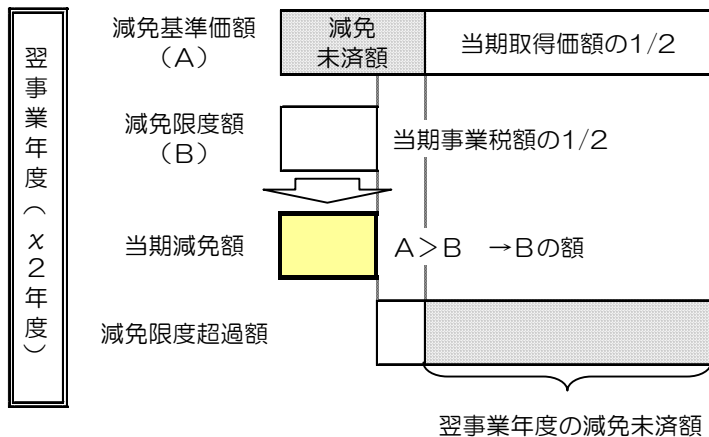 翌事業年度(χ2年度)
減免基準価額
(A)
減免
未済額
当期取得価額の1/2
減免限度額
(B)
当期事業税額の1/2
当期減免額
A>B →Bの額
減免限度超過額
翌事業年度の減免未済額